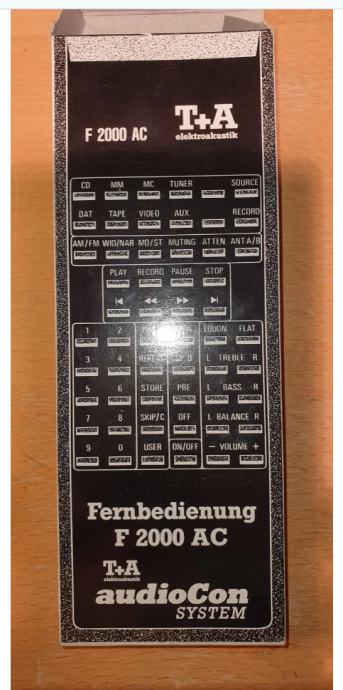 F 2000 AC
T+A
elektroakustik
CD MM MC TUNER SOURCE
DAT TAPE VIDEO AUX RECORD
AM/FM WID/NAR MO/ST MUTING ATTEN ANT A/B
PLAY RECORD PAUSE STOP
1 2 LOUDN FLAT
3 4 L TREBLE R
5 6 STORE PRE L BASS R
7 8 SKIP/C OFF L BALANCE R
9 0 USER ON/OFF - VOLUME +
Fernbedienung
F 2000 AC
T+A
elektroakustik
audioCon
SYSTEM